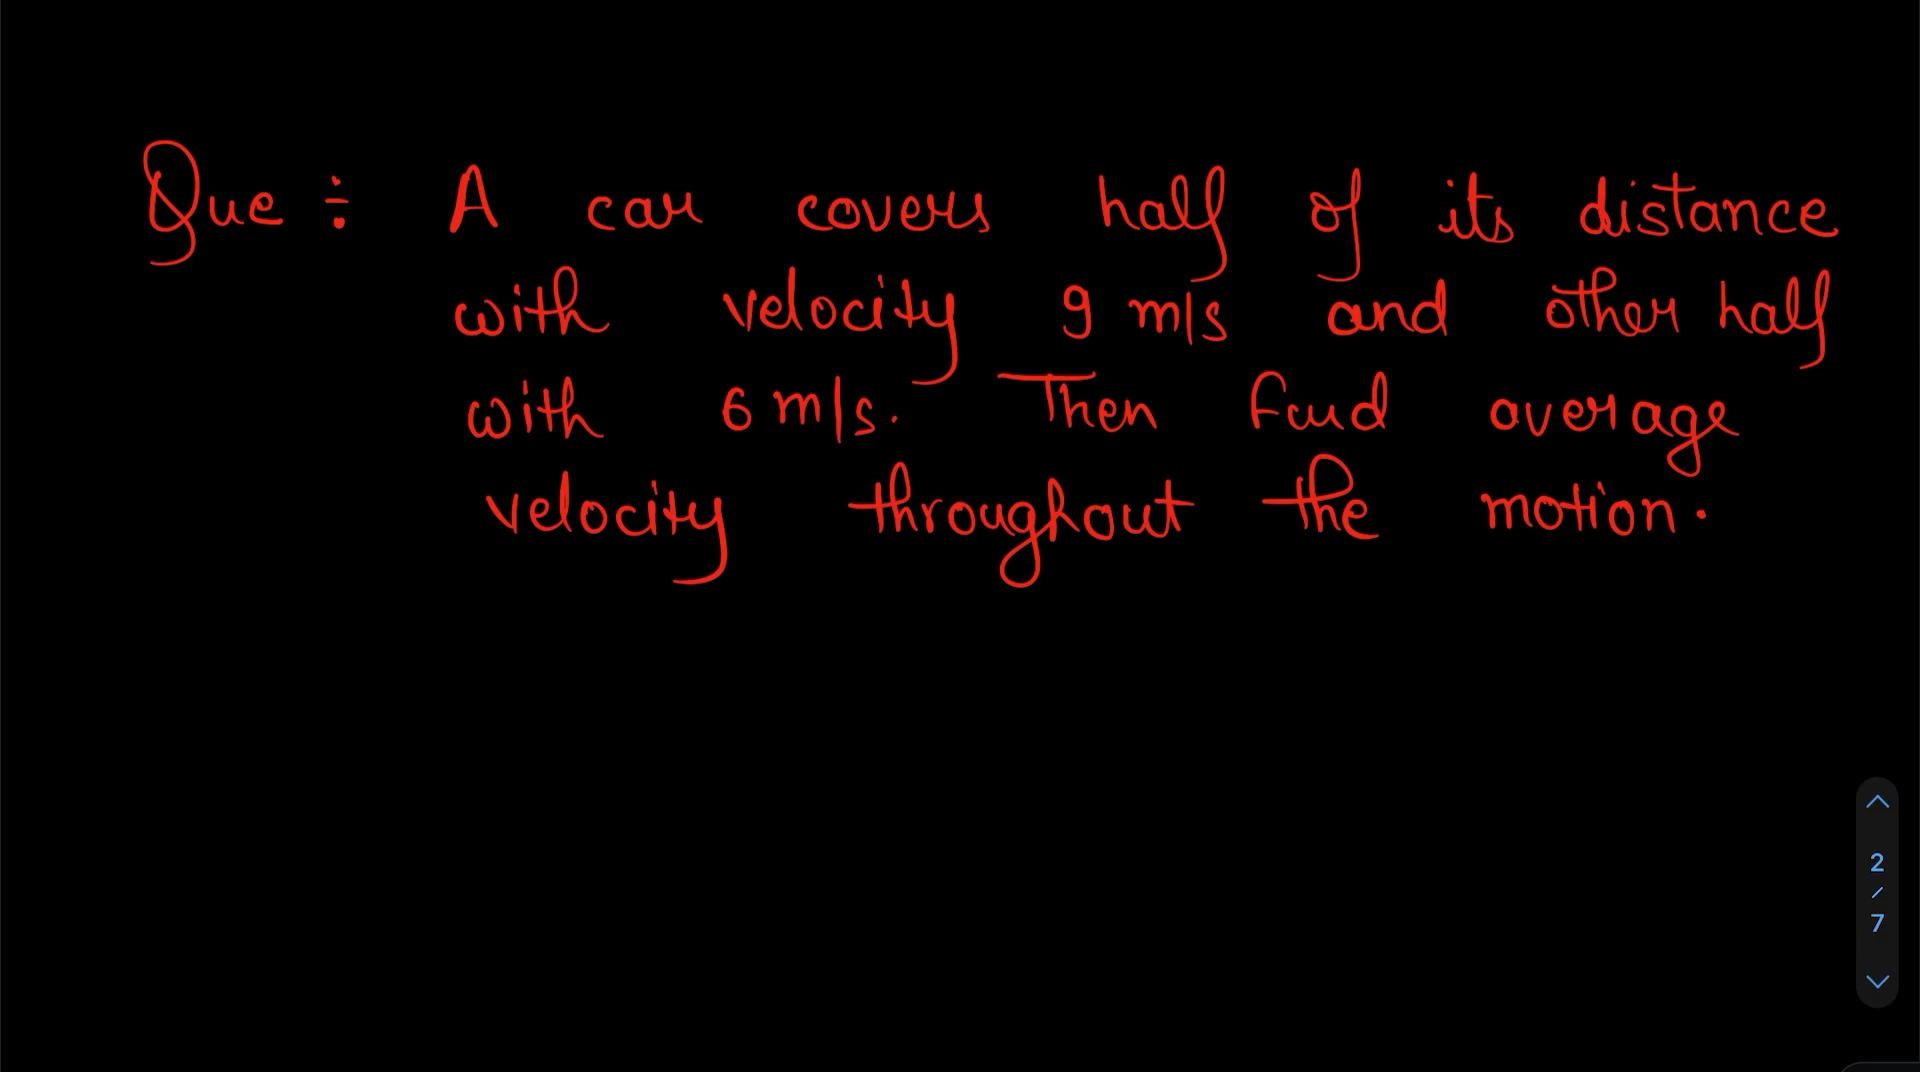 Que ÷ A car covers half of its distance
with velocity 9 m/s and other half
with 6 m/s. Then find average
velocity throughout the motion.
2
/
7